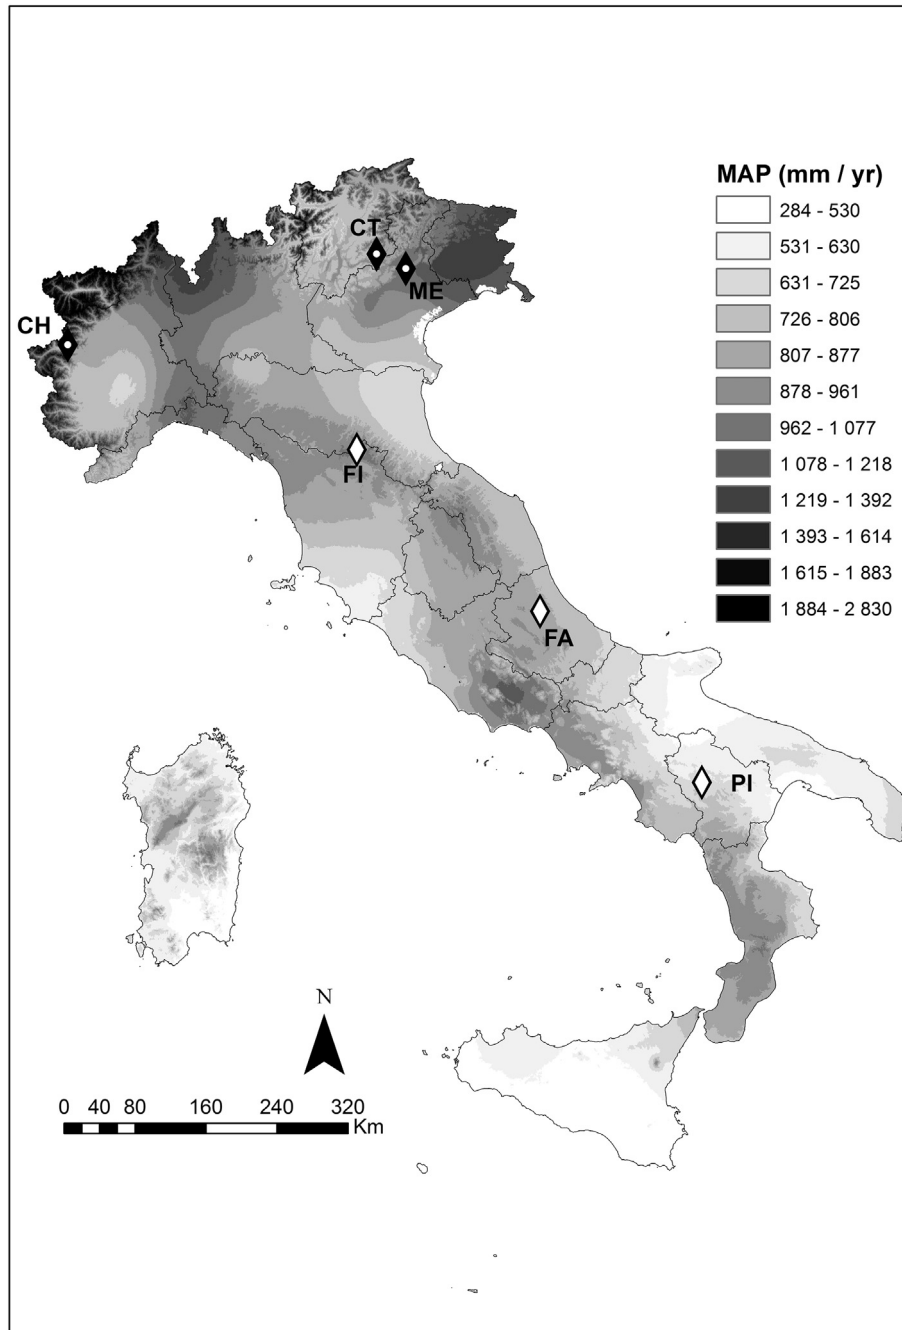 MAP (mm / yr)
284 - 530
531 - 630
631 - 725
726 - 806
807 - 877
878 - 961
962 - 1 077
1 078 - 1 218
1 219 - 1 392
1 393 - 1 614
1 615 - 1 883
1 884 - 2 830
CT
ME
CH
FI
FA
PI
N
0 40 80 160 240 320
Km